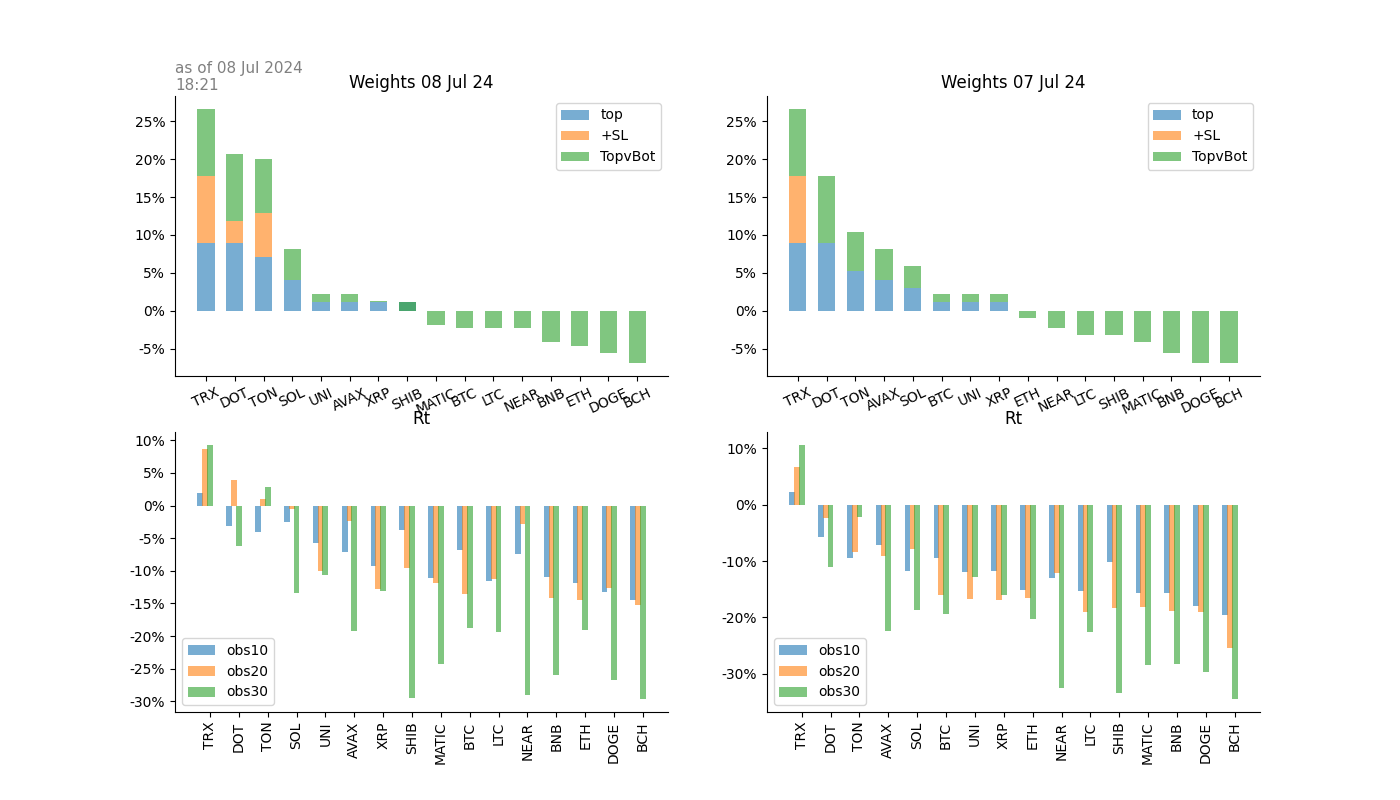 as of 08 Jul 2024
18:21
Weights 08 Jul 24
25%
20%
15%
10%
5%
0%
-5%
top
+SL
TopvBot
TRX DOT TON SOL UNI AVAX XRP SHIB MATIC BTC LTC NEAR BNB ETH DOGE BCH
Weights 07 Jul 24
25%
20%
15%
10%
5%
0%
-5%
top
+SL
TopvBot
TRX DOT TON AVAX SOL BTC UNI XRP ETH NEAR LTC SHIB MATIC BNB DOGE BCH
Rt
10%
5%
0%
-5%
-10%
-15%
-20%
-25%
-30%
obs10
obs20
obs30
TRX DOT TON SOL UNI AVAX XRP SHIB MATIC BTC LTC NEAR BNB ETH DOGE BCH
Rt
10%
0%
-10%
-20%
-30%
obs10
obs20
obs30
TRX DOT TON AVAX SOL BTC UNI XRP ETH NEAR LTC SHIB MATIC BNB DOGE BCH